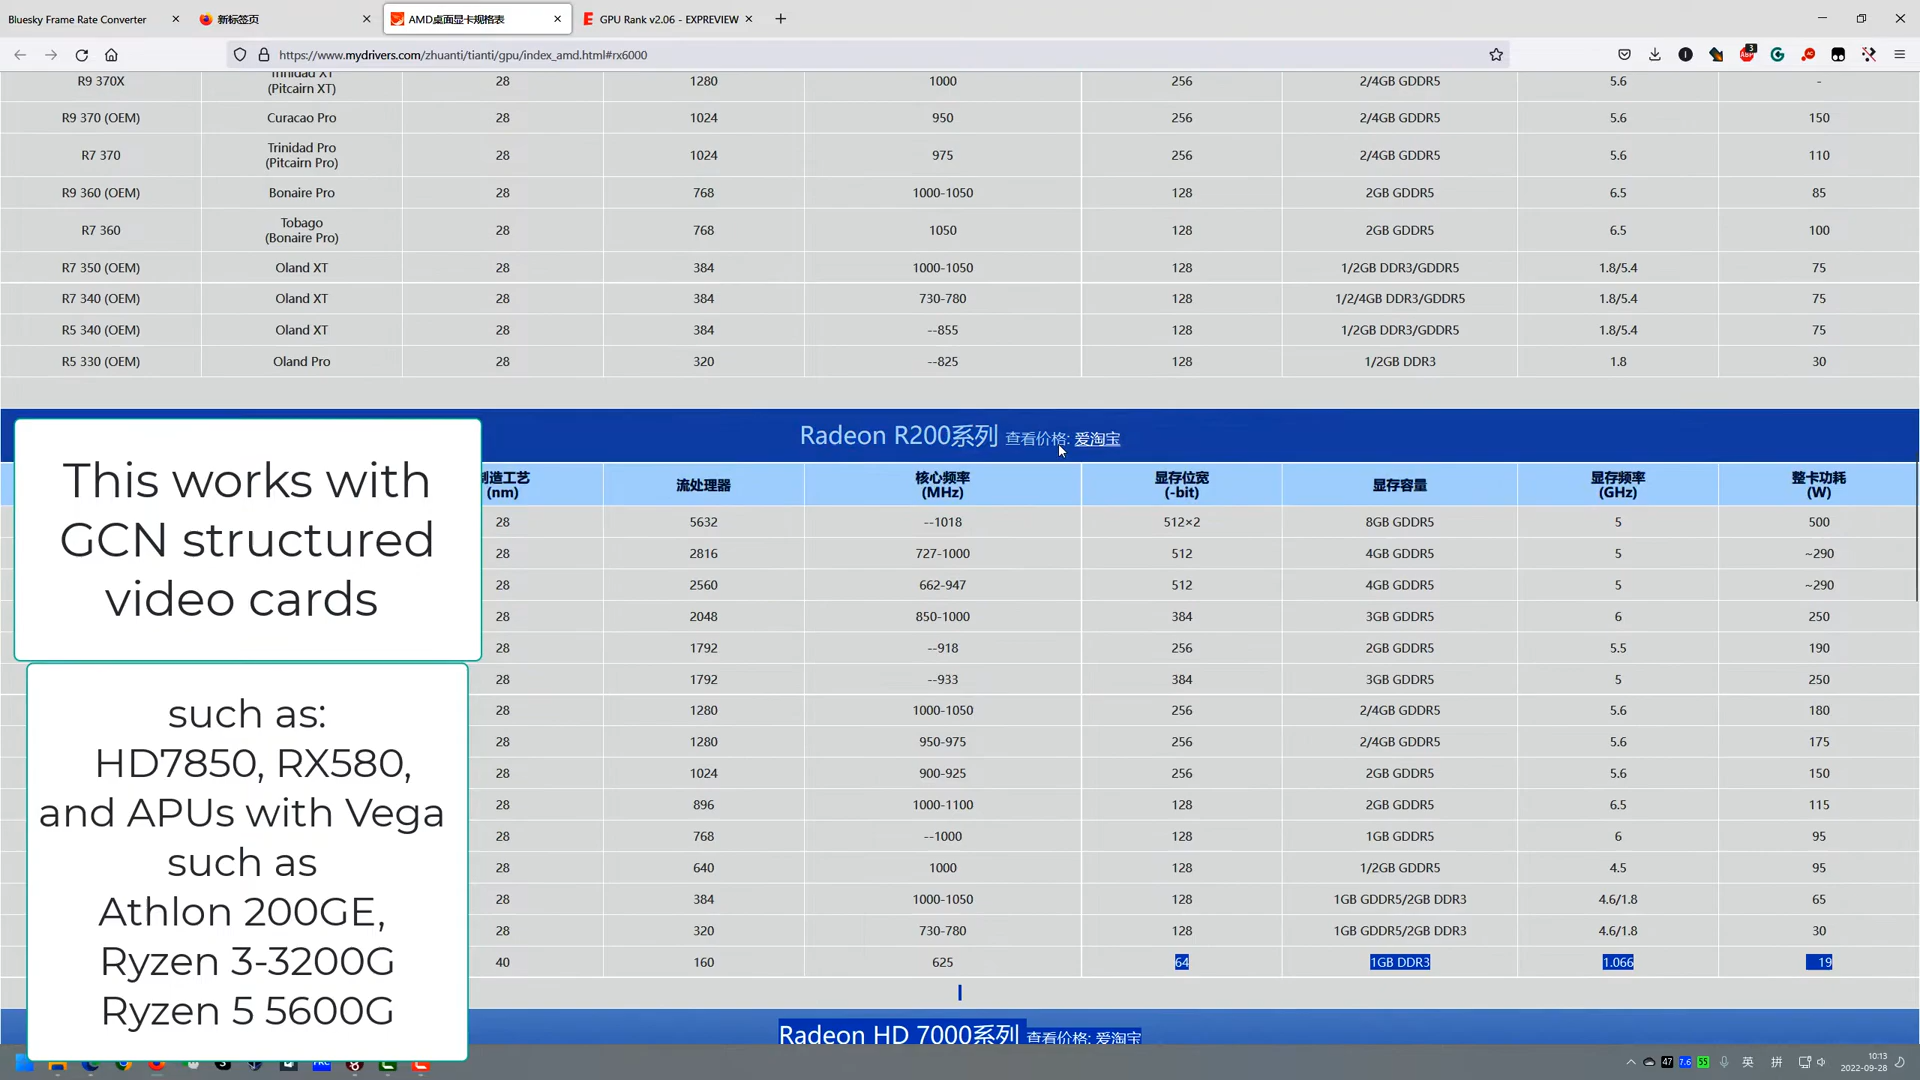 Bluesky Frame Rate Converter
新标签页
AMD桌面显卡规格表
GPU Rank v2.06 - EXPREVIEW
https://www.mydrivers.com/zhuanti/tianti/gpu/index_amd.html#rx6000
R9 370X Trinidad XT (Pitcairn XT) 28 1280 1000 256 2/4GB GDDR5 5.6 -
R9 370 (OEM) Curacao Pro 28 1024 950 256 2/4GB GDDR5 5.6 150
R7 370 Trinidad Pro (Pitcairn Pro) 28 1024 975 256 2/4GB GDDR5 5.6 110
R9 360 (OEM) Bonaire Pro 28 768 1000-1050 128 2GB GDDR5 6.5 85
R7 360 Tobago (Bonaire Pro) 28 768 1050 128 2GB GDDR5 6.5 100
R7 350 (OEM) Oland XT 28 384 1000-1050 128 1/2GB DDR3/GDDR5 1.8/5.4 75
R7 340 (OEM) Oland XT 28 384 730-780 128 1/2/4GB DDR3/GDDR5 1.8/5.4 75
R5 340 (OEM) Oland XT 28 384 --855 128 1/2GB DDR3/GDDR5 1.8/5.4 75
R5 330 (OEM) Oland Pro 28 320 --825 128 1/2GB DDR3 1.8 30
Radeon R200系列 查看价格: 爱淘宝
制造工艺 (nm) 流处理器 核心频率 (MHz) 显存位宽 (-bit) 显存容量 显存频率 (GHz) 整卡功耗 (W)
28 5632 --1018 512×2 8GB GDDR5 5 500
28 2816 727-1000 512 4GB GDDR5 5 ~290
28 2560 662-947 512 4GB GDDR5 5 ~290
28 2048 850-1000 384 3GB GDDR5 6 250
28 1792 --918 256 2GB GDDR5 5.5 190
28 1792 --933 384 3GB GDDR5 5 250
28 1280 1000-1050 256 2/4GB GDDR5 5.6 180
28 1280 950-975 256 2/4GB GDDR5 5.6 175
28 1024 900-925 256 2GB GDDR5 5.6 150
28 896 1000-1100 128 2GB GDDR5 6.5 115
28 768 --1000 128 1GB GDDR5 6 95
28 640 1000 128 1/2GB GDDR5 4.5 95
28 384 1000-1050 128 1GB GDDR5/2GB DDR3 4.6/1.8 65
28 320 730-780 128 1GB GDDR5/2GB DDR3 4.6/1.8 30
40 160 625 64 1GB DDR3 1.066 19
Radeon HD 7000系列 查看价格: 爱淘宝
This works with
GCN structured
video cards
such as:
HD7850, RX580,
and APUs with Vega
such as
Athlon 200GE,
Ryzen 3-3200G
Ryzen 5 5600G
47 7.6 55 英 拼 10:13
2022-09-28